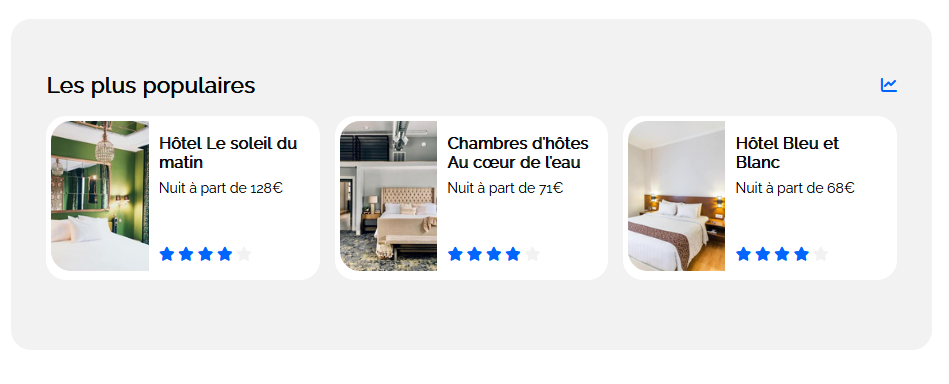 Les plus populaires
Hôtel Le soleil du
matin
Nuit à part de 128€
Chambres d'hôtes
Au cœur de l'eau
Nuit à part de 71€
Hôtel Bleu et
Blanc
Nuit à part de 68€